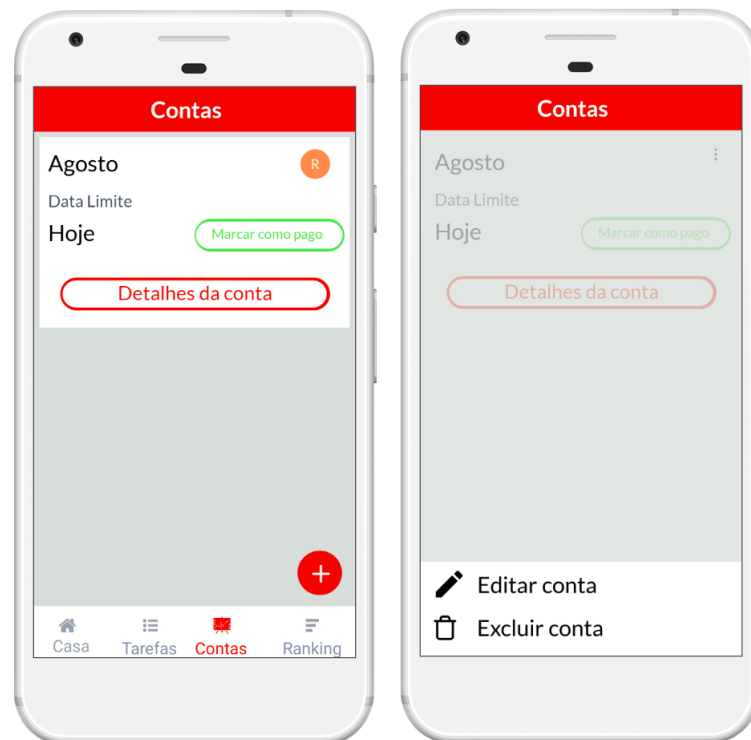 Contas
Agosto
R
Data Limite
Hoje
Marcar como pago
Detalhes da conta
+
Casa
Tarefas
Contas
Ranking
Contas
Agosto
Data Limite
Hoje
Marcar como pago
Detalhes da conta
Editar conta
Excluir conta